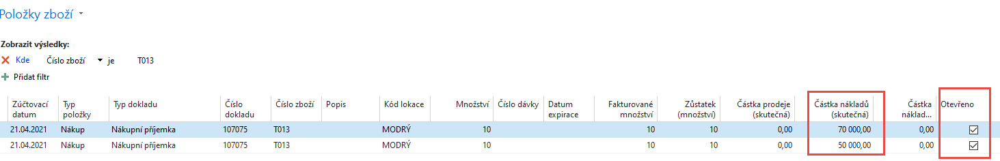 Položky zboží
Zobrazit výsledky:
Kde Číslo zboží je T013
Přidat filtr
Zúčtovací datum Typ položky Typ dokladu Číslo dokladu Číslo zboží Popis Kód lokace Množství Číslo dávky Datum expirace Fakturované množství Zůstatek (množství) Částka prodeje (skutečná) Částka nákladů (skutečná) Částka náklad... Otevřeno
21.04.2021 Nákup Nákupní příjemka 107075 T013 MODRÝ 10 10 10 0,00 70 000,00 0,00
21.04.2021 Nákup Nákupní příjemka 107075 T013 MODRÝ 10 10 10 0,00 50 000,00 0,00